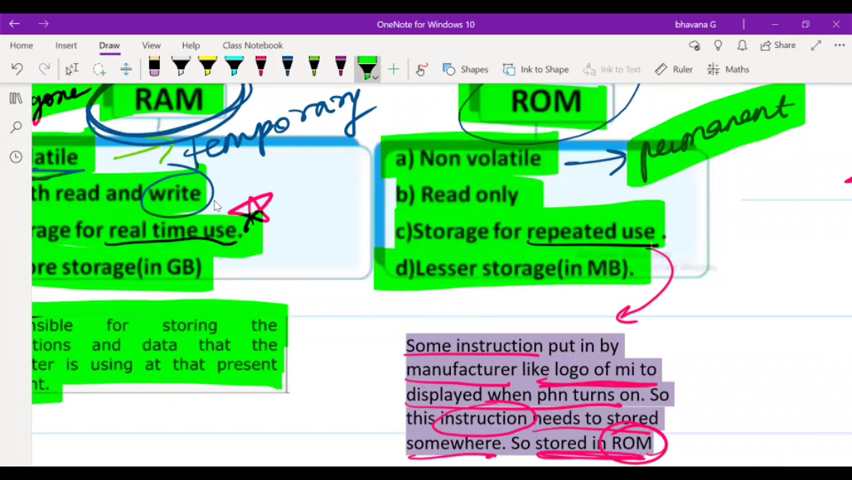 OneNote for Windows 10
bhavana G
Home Insert Draw View Help Class Notebook
Share
Shapes
Ink to Shape
Ink to Text
Ruler
Maths
gone
RAM
temporary
ROM
permanent
atile
th read and write
rage for real time use.
ore storage(in GB)
a) Non volatile
b) Read only
c)Storage for repeated use .
d)Lesser storage(in MB).
nsible for storing the
tions and data that the
ter is using at that present
nt.
Some instruction put in by
manufacturer like logo of mi to
displayed when phn turns on. So
this instruction needs to stored
somewhere. So stored in ROM